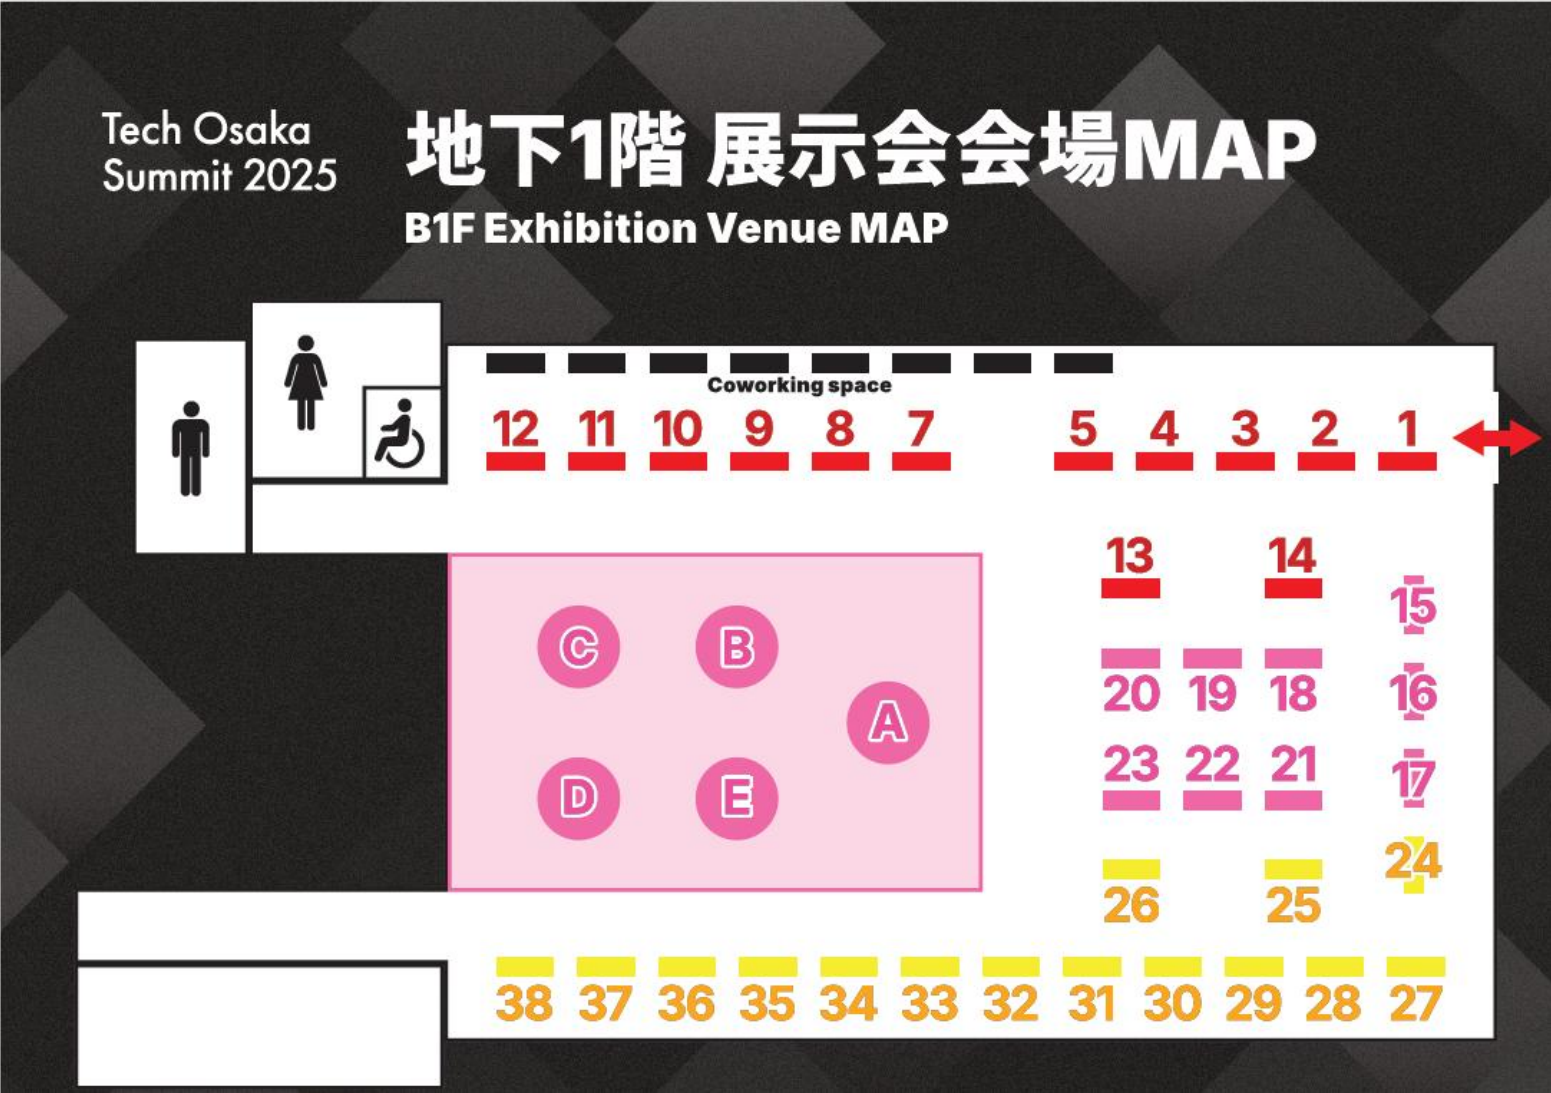 Tech Osaka
Summit 2025
地下1階 展示会会場MAP
B1F Exhibition Venue MAP
Coworking space
12 11 10 9 8 7 5 4 3 2 1
13 14
15
C B
20 19 18 16
A
23 22 21 17
D E
24
26 25
38 37 36 35 34 33 32 31 30 29 28 27